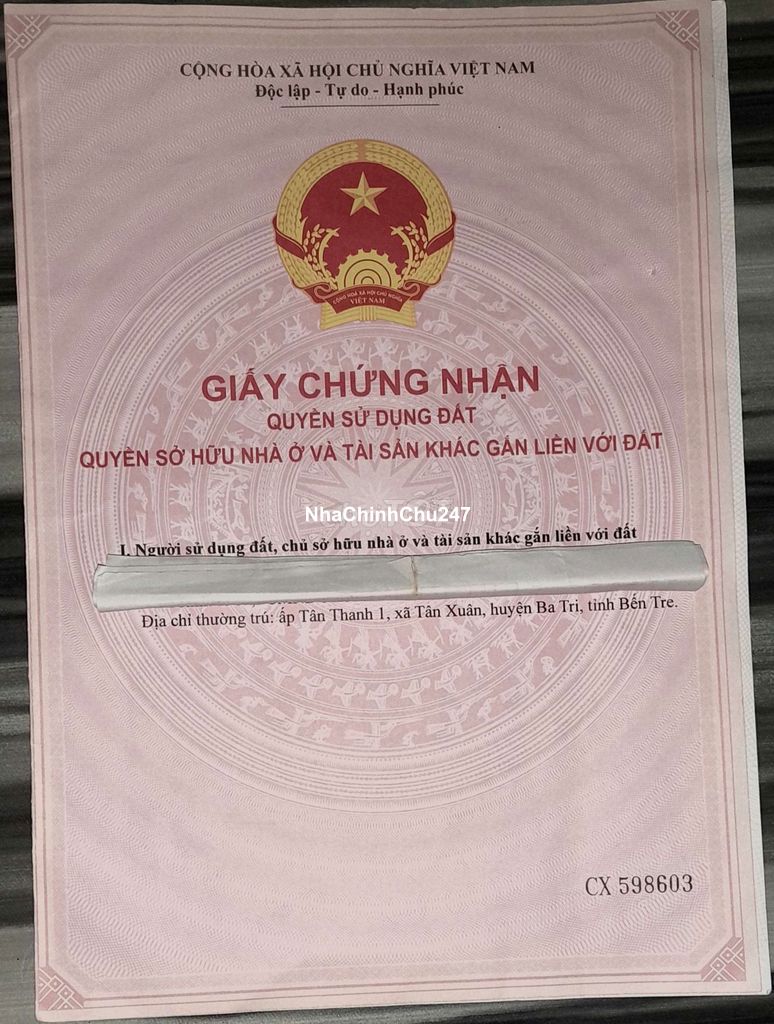 CỘNG HÒA XÃ HỘI CHỦ NGHĨA VIỆT NAM
Độc lập - Tự do - Hạnh phúc
CỘNG HOÀ XÃ HỘI CHỦ NGHĨA
VIỆT NAM
GIẤY CHỨNG NHẬN
QUYỀN SỬ DỤNG ĐẤT
QUYỀN SỞ HỮU NHÀ Ở VÀ TÀI SẢN KHÁC GẮN LIỀN VỚI ĐẤT
NhaChinhChu247
I. Người sử dụng đất, chủ sở hữu nhà ở và tài sản khác gắn liền với đất
Địa chỉ thường trú: ấp Tân Thanh 1, xã Tân Xuân, huyện Ba Tri, tỉnh Bến Tre.
CX 598603